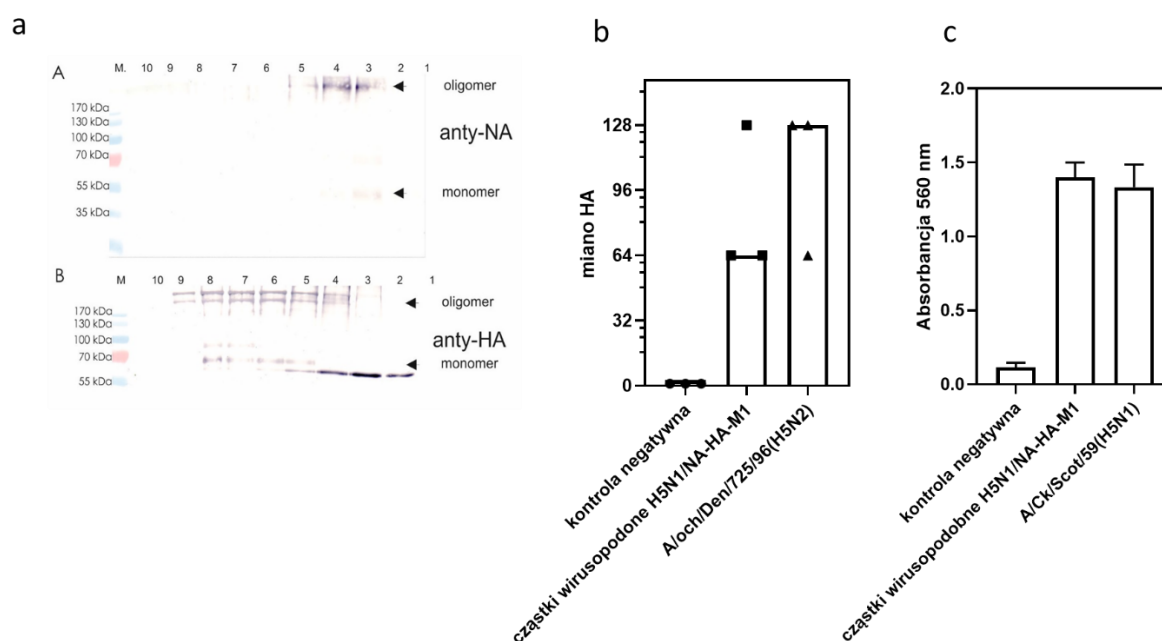 a
A
M. 10 9 8 7 6 5 4 3 2 1
oligomer
170 kDa
130 kDa
100 kDa
70 kDa
anty-NA
55 kDa
monomer
35 kDa
B
M 10 9 8 7 6 5 4 3 2 1
oligomer
170 kDa
130 kDa
100 kDa
anty-HA
70 kDa
monomer
55 kDa
b
miano HA
128
96
64
32
0
kontrola negatywna
cząstki wirusopodone H5N1/NA-HA-M1
A/och/Den/725/96(H5N2)
c
Absorbancja 560 nm
2.0
1.5
1.0
0.5
0.0
kontrola negatywna
cząstki wirusopodobne H5N1/NA-HA-M1
A/Ck/Scot/59(H5N1)